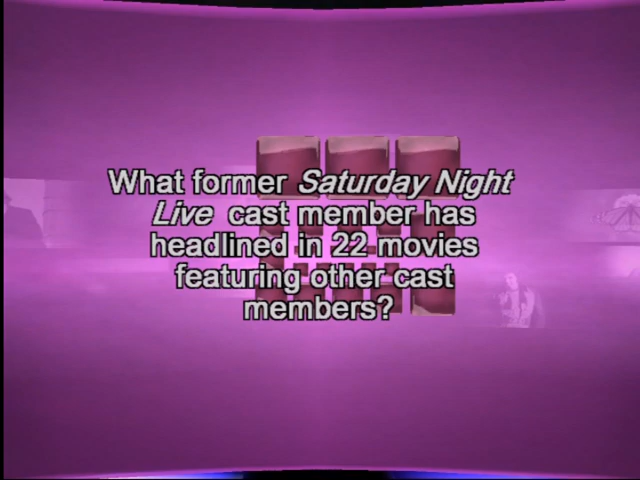 What former Saturday Night
Live cast member has
headlined in 22 movies
featuring other cast
members?